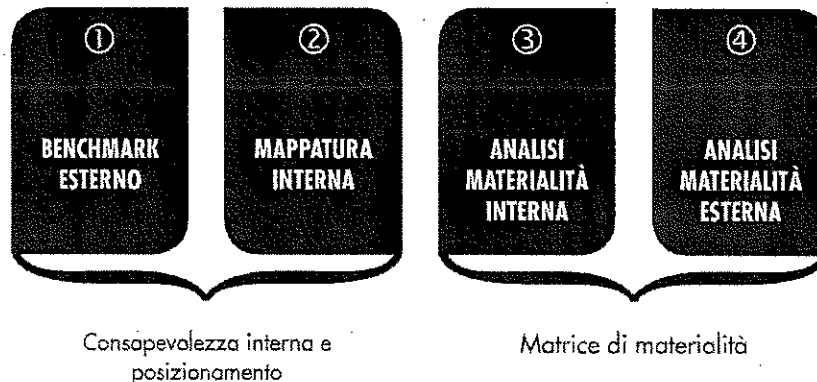 ①
BENCHMARK
ESTERNO
②
MAPPATURA
INTERNA
③
ANALISI
MATERIALITÀ
INTERNA
④
ANALISI
MATERIALITÀ
ESTERNA
Consapevolezza interna e
posizionamento
Matrice di materialità